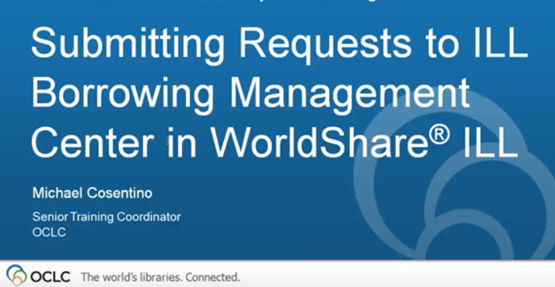 Submitting Requests to ILL
Borrowing Management
Center in WorldShare® ILL
Michael Cosentino
Senior Training Coordinator
OCLC
OCLC The world's libraries. Connected.